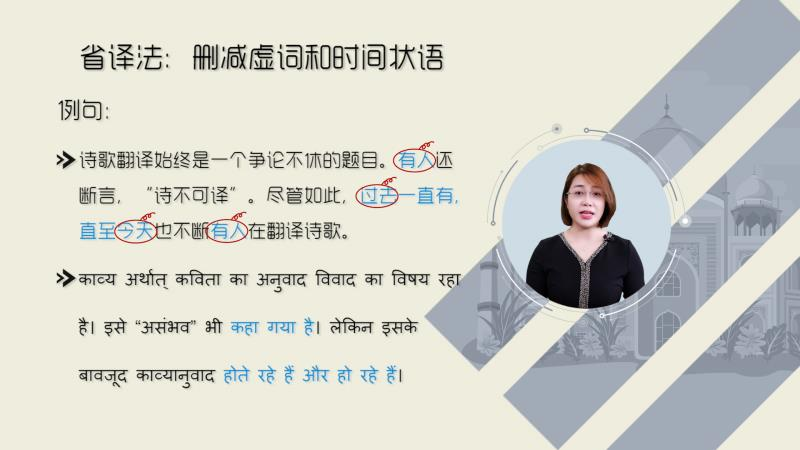 省译法：删减虚词和时间状语
例句：
诗歌翻译始终是一个争论不休的题目。有人还
断言，“诗不可译”。尽管如此，过去一直有，
直至今天也不断有人在翻译诗歌。
काव्य अर्थात् कविता का अनुवाद विवाद का विषय रहा
है। इसे “असंभव” भी कहा गया है। लेकिन इसके
बावजूद काव्यानुवाद होते रहे हैं और हो रहे हैं।